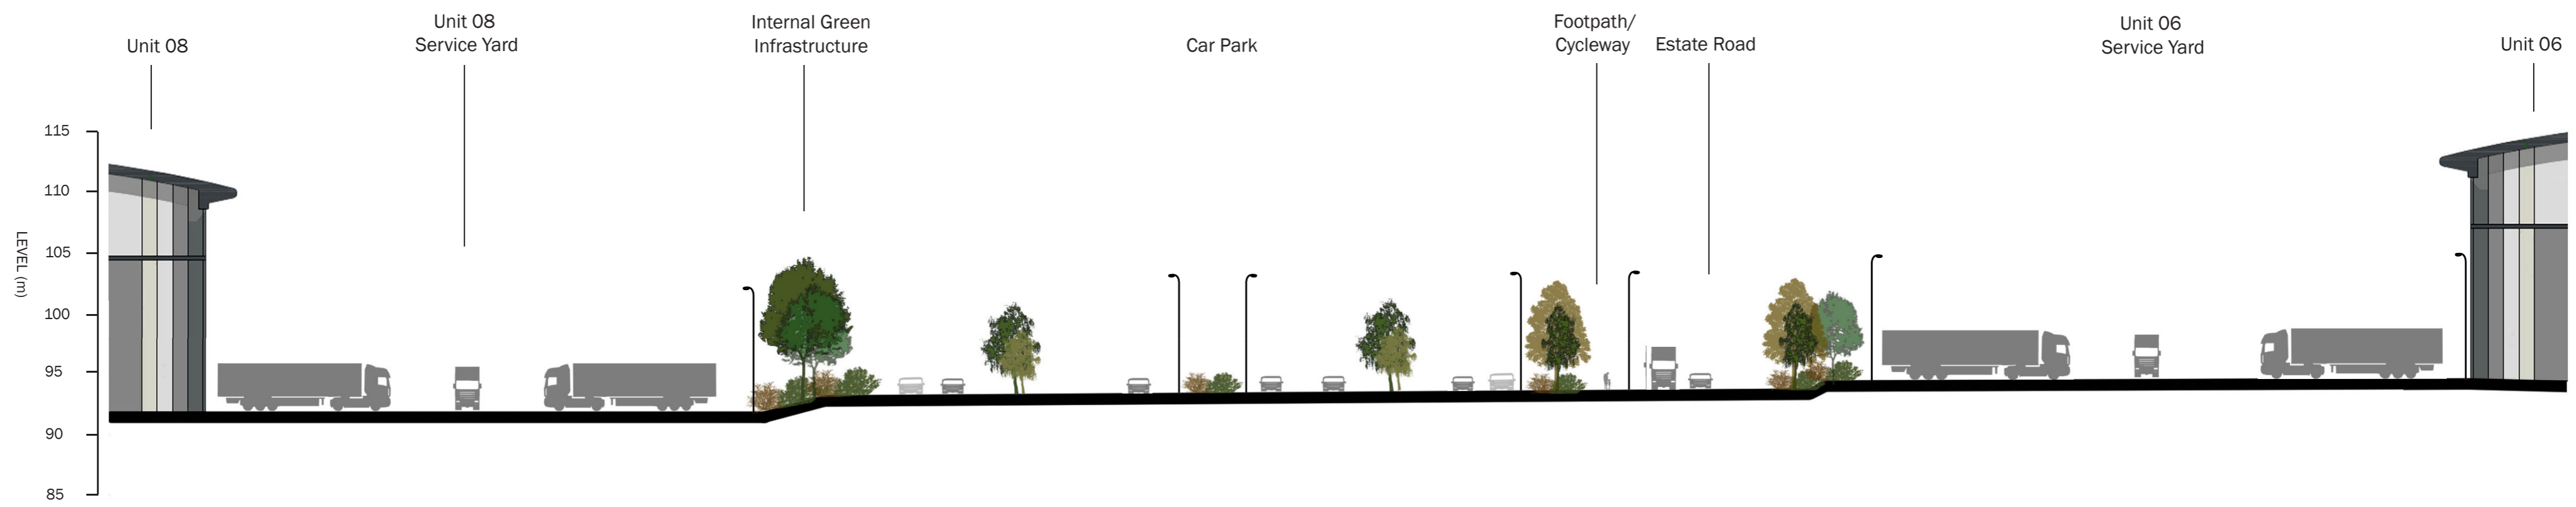 Unit 08
Unit 08
Service Yard
Internal Green
Infrastructure
Car Park
Footpath/
Cycleway
Estate Road
Unit 06
Service Yard
Unit 06
115
110
105
100
95
90
85
LEVEL (m)